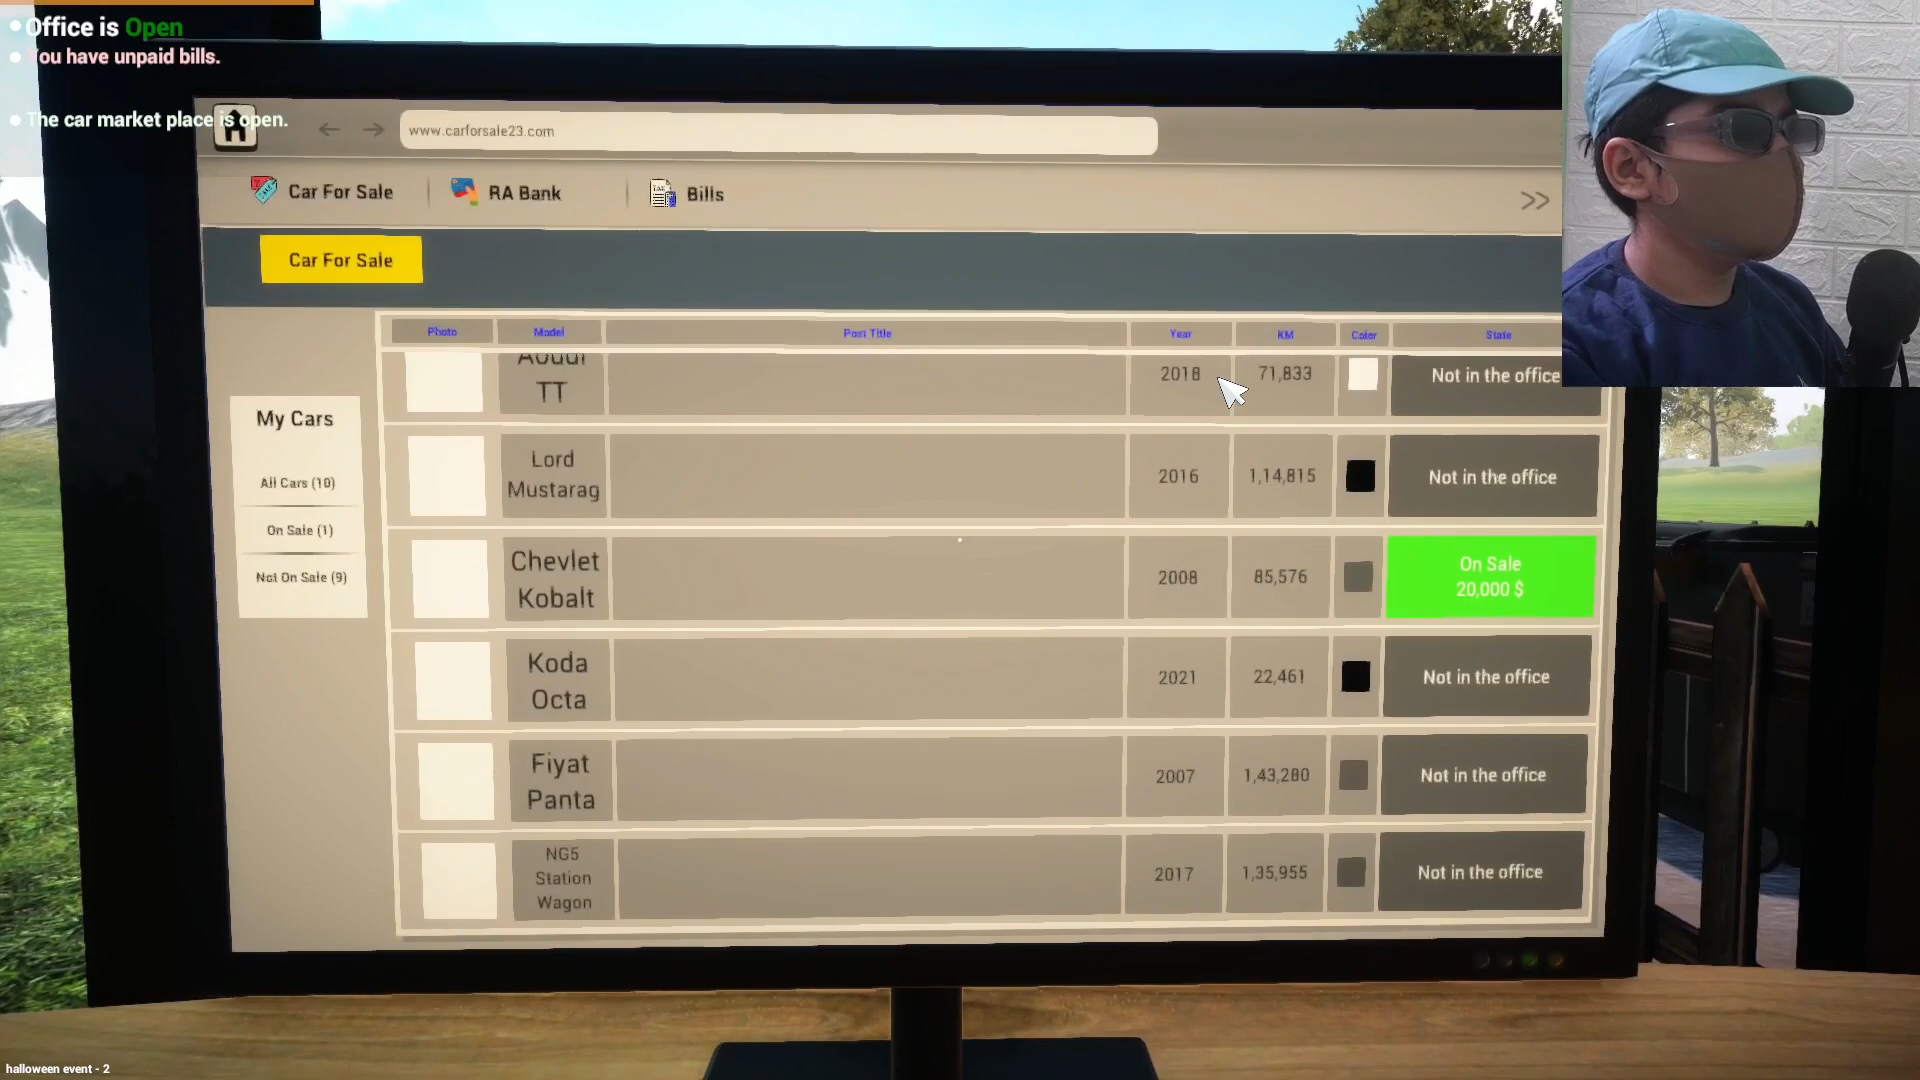 Office is Open
You have unpaid bills.
The car market place is open.
www.carforsale23.com
Car For Sale
RA Bank
Bills
>>
Car For Sale
My Cars
All Cars (10)
On Sale (1)
Not On Sale (9)
Photo Model Post Title Year KM Color State
Aoudi TT 2018 71,833 Not in the office
Lord Mustarag 2016 1,14,815 Not in the office
Chevlet Kobalt 2008 85,576 On Sale 20,000 $
Koda Octa 2021 22,461 Not in the office
Fiyat Panta 2007 1,43,280 Not in the office
NG5 Station Wagon 2017 1,35,955 Not in the office
halloween event - 2